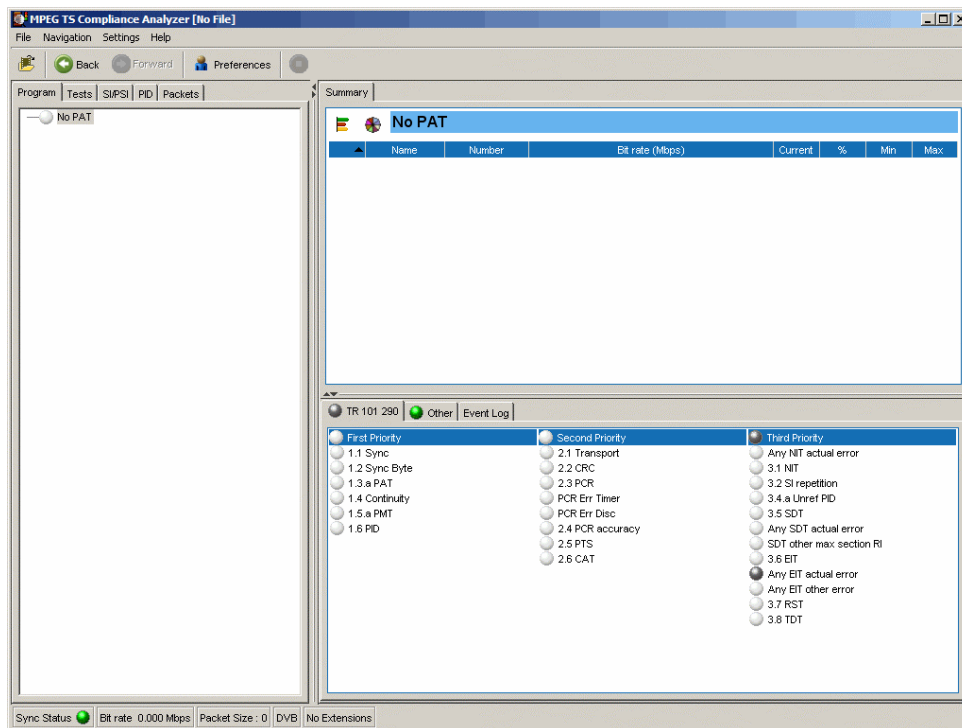 MPEG TS Compliance Analyzer [No File]
File Navigation Settings Help
Back Forward Preferences
Program Tests SI/PSI PID Packets
No PAT
Summary
No PAT
Name Number Bit rate (Mbps) Current % Min Max
TR 101 290 Other Event Log
First Priority
1.1 Sync
1.2 Sync Byte
1.3.a PAT
1.4 Continuity
1.5.a PMT
1.6 PID
Second Priority
2.1 Transport
2.2 CRC
2.3 PCR
PCR Err Timer
PCR Err Disc
2.4 PCR accuracy
2.5 PTS
2.6 CAT
Third Priority
Any NIT actual error
3.1 NIT
3.2 SI repetition
3.4.a Unref PID
3.5 SDT
Any SDT actual error
SDT other max section RI
3.6 EIT
Any EIT actual error
Any EIT other error
3.7 RST
3.8 TDT
Sync Status Bit rate 0.000 Mbps Packet Size : 0 DVB No Extensions